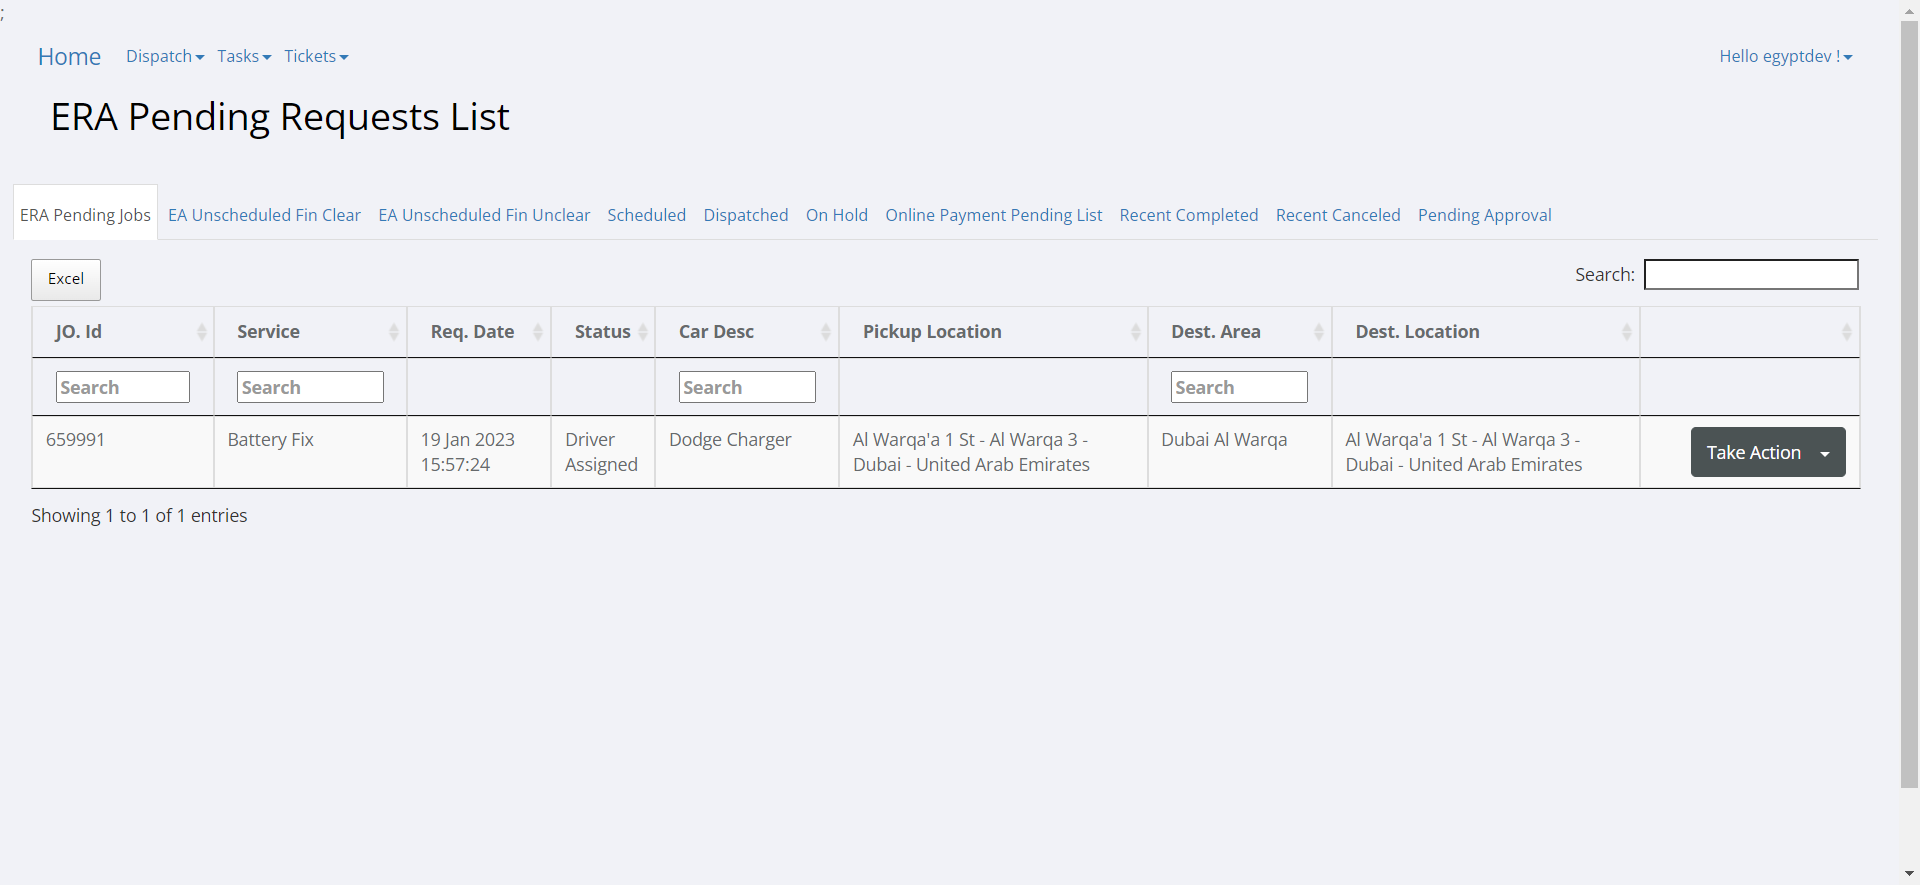 ;
Home Dispatch Tasks Tickets Hello egyptdev !
ERA Pending Requests List
ERA Pending Jobs EA Unscheduled Fin Clear EA Unscheduled Fin Unclear Scheduled Dispatched On Hold Online Payment Pending List Recent Completed Recent Canceled Pending Approval
Excel Search:
JO. Id Service Req. Date Status Car Desc Pickup Location Dest. Area Dest. Location
Search Search Search Search
659991 Battery Fix 19 Jan 2023 Driver Dodge Charger Al Warqa'a 1 St - Al Warqa 3 - Dubai Al Warqa Al Warqa'a 1 St - Al Warqa 3 - Take Action
15:57:24 Assigned Dubai - United Arab Emirates Dubai - United Arab Emirates
Showing 1 to 1 of 1 entries